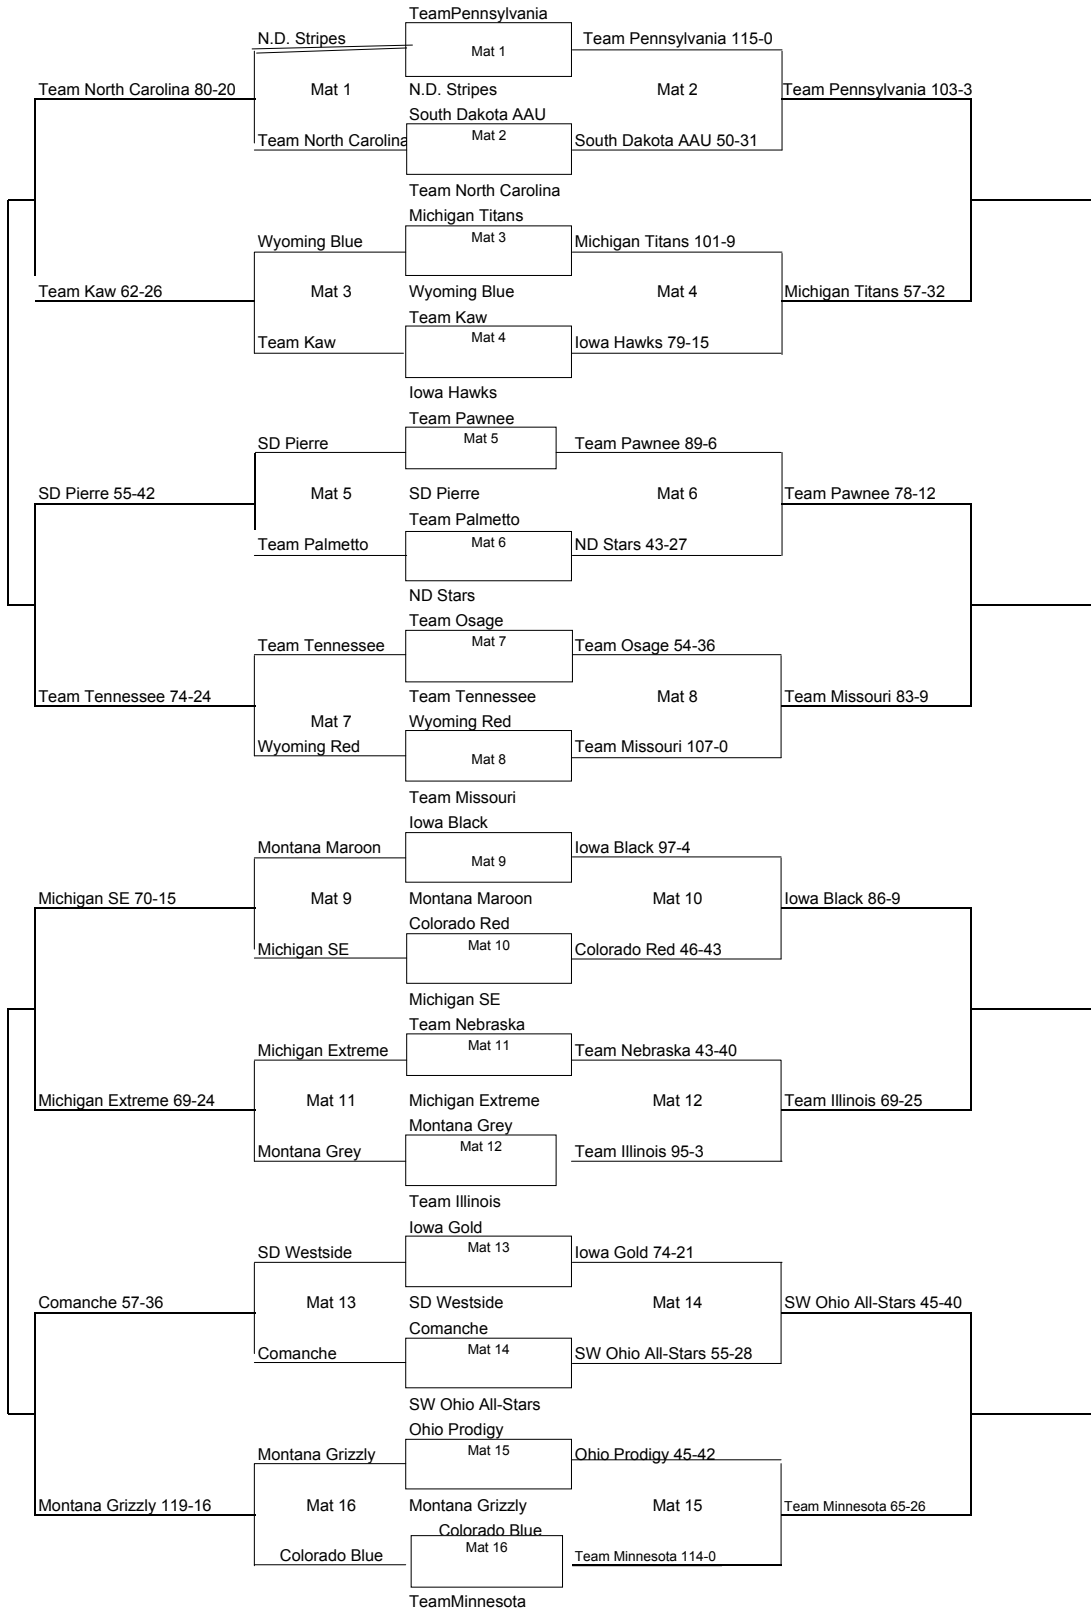 TeamPennsylvania
N.D. Stripes
Team Pennsylvania 115-0
Mat 1
Team North Carolina 80-20
Mat 1
N.D. Stripes
Mat 2
Team Pennsylvania 103-3
South Dakota AAU
Team North Carolina
Mat 2
South Dakota AAU 50-31
Team North Carolina
Michigan Titans
Wyoming Blue
Mat 3
Michigan Titans 101-9
Team Kaw 62-26
Mat 3
Wyoming Blue
Mat 4
Michigan Titans 57-32
Team Kaw
Team Kaw
Mat 4
Iowa Hawks 79-15
Iowa Hawks
Team Pawnee
SD Pierre
Mat 5
Team Pawnee 89-6
SD Pierre 55-42
Mat 5
SD Pierre
Mat 6
Team Pawnee 78-12
Team Palmetto
Team Palmetto
Mat 6
ND Stars 43-27
ND Stars
Team Osage
Team Tennessee
Mat 7
Team Osage 54-36
Team Tennessee 74-24
Team Tennessee
Mat 8
Team Missouri 83-9
Mat 7
Wyoming Red
Wyoming Red
Mat 8
Team Missouri 107-0
Team Missouri
Iowa Black
Montana Maroon
Mat 9
Iowa Black 97-4
Michigan SE 70-15
Mat 9
Montana Maroon
Mat 10
Iowa Black 86-9
Colorado Red
Michigan SE
Mat 10
Colorado Red 46-43
Michigan SE
Team Nebraska
Michigan Extreme
Mat 11
Team Nebraska 43-40
Michigan Extreme 69-24
Mat 11
Michigan Extreme
Mat 12
Team Illinois 69-25
Montana Grey
Montana Grey
Mat 12
Team Illinois 95-3
Team Illinois
Iowa Gold
SD Westside
Mat 13
Iowa Gold 74-21
Comanche 57-36
Mat 13
SD Westside
Mat 14
SW Ohio All-Stars 45-40
Comanche
Comanche
Mat 14
SW Ohio All-Stars 55-28
SW Ohio All-Stars
Ohio Prodigy
Montana Grizzly
Mat 15
Ohio Prodigy 45-42
Montana Grizzly 119-16
Mat 16
Montana Grizzly
Mat 15
Team Minnesota 65-26
Colorado Blue
Colorado Blue
Mat 16
Team Minnesota 114-0
TeamMinnesota